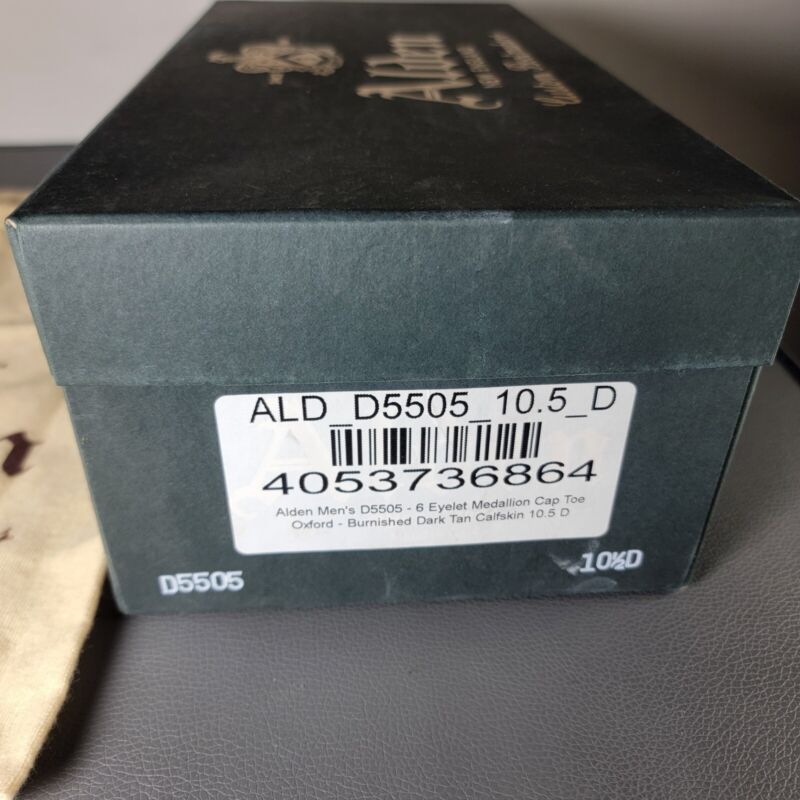 Alden
ALD_D5505_10.5_D
4053736864
Alden Men's D5505 - 6 Eyelet Medallion Cap Toe
Oxford - Burnished Dark Tan Calfskin 10.5 D
D5505
10½D